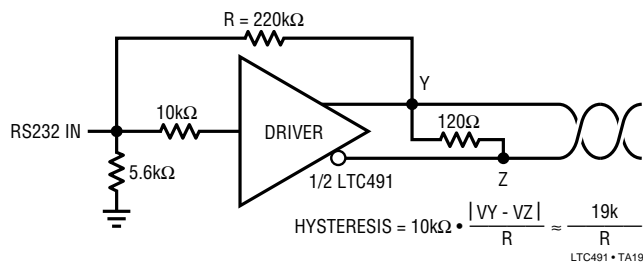 R = 220kΩ
Y
10kΩ
RS232 IN
DRIVER
120Ω
5.6kΩ
1/2 LTC491
Z
HYSTERESIS = 10kΩ • |VY - VZ| / R ≈ 19k / R
LTC491 • TA19